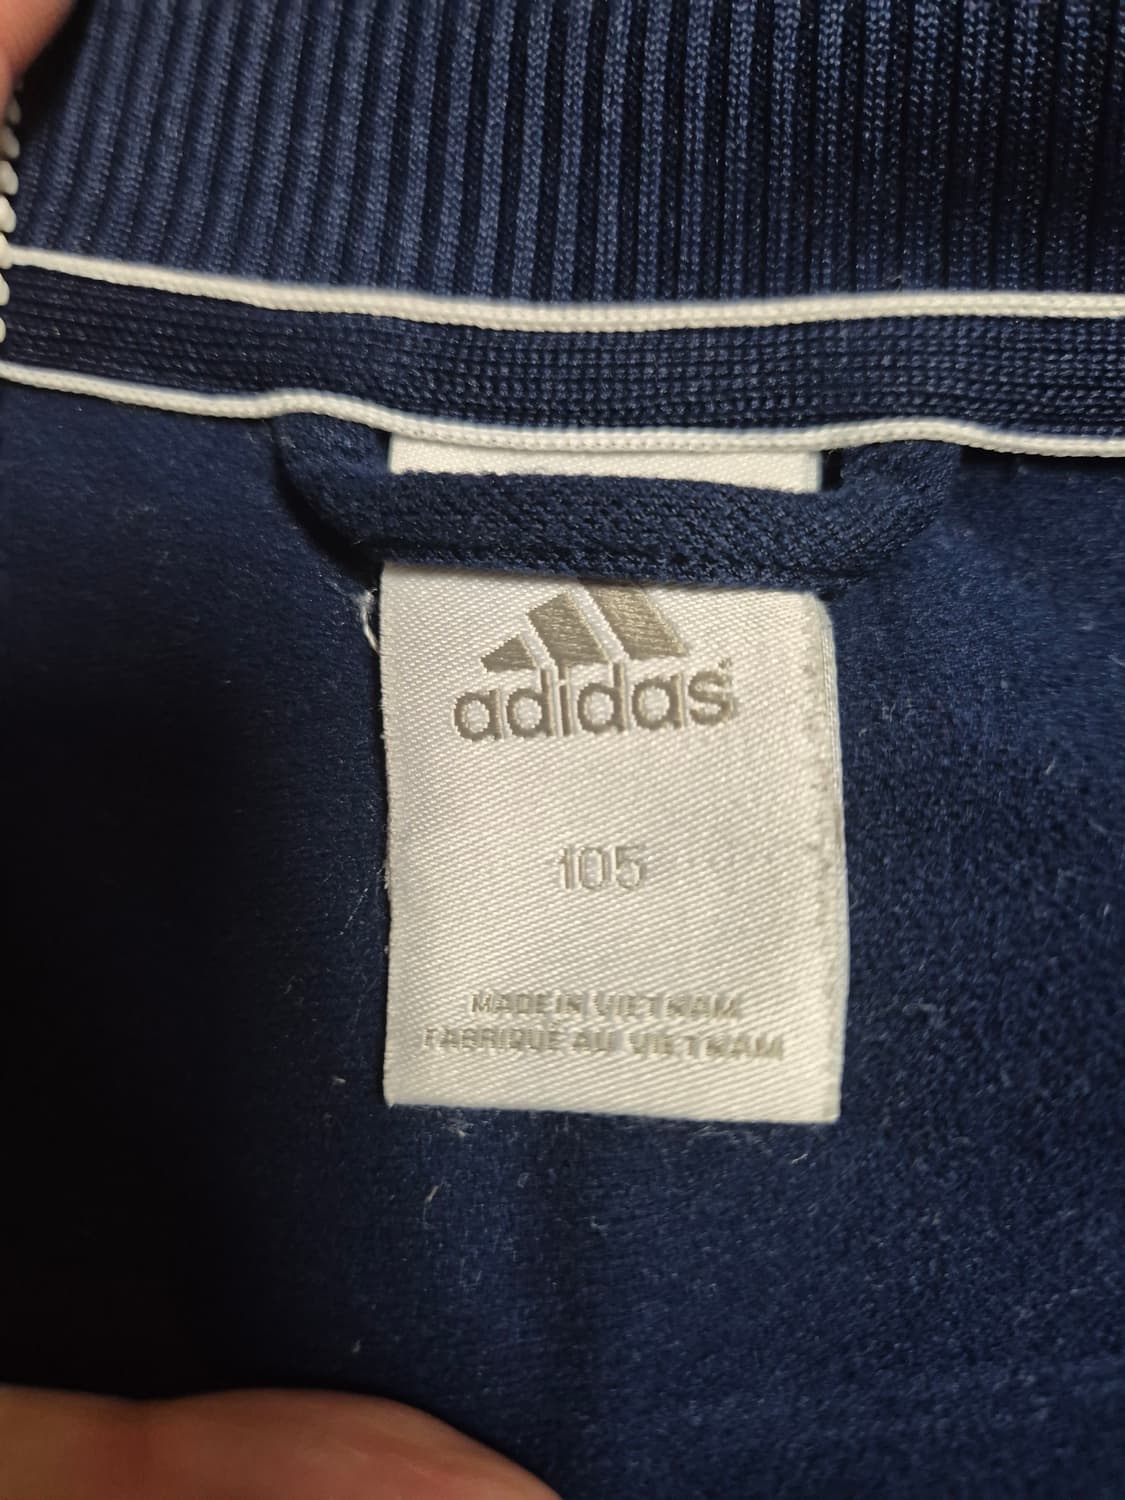 adidas
105
MADE IN VIETNAM
FABRIQUE AU VIETNAM